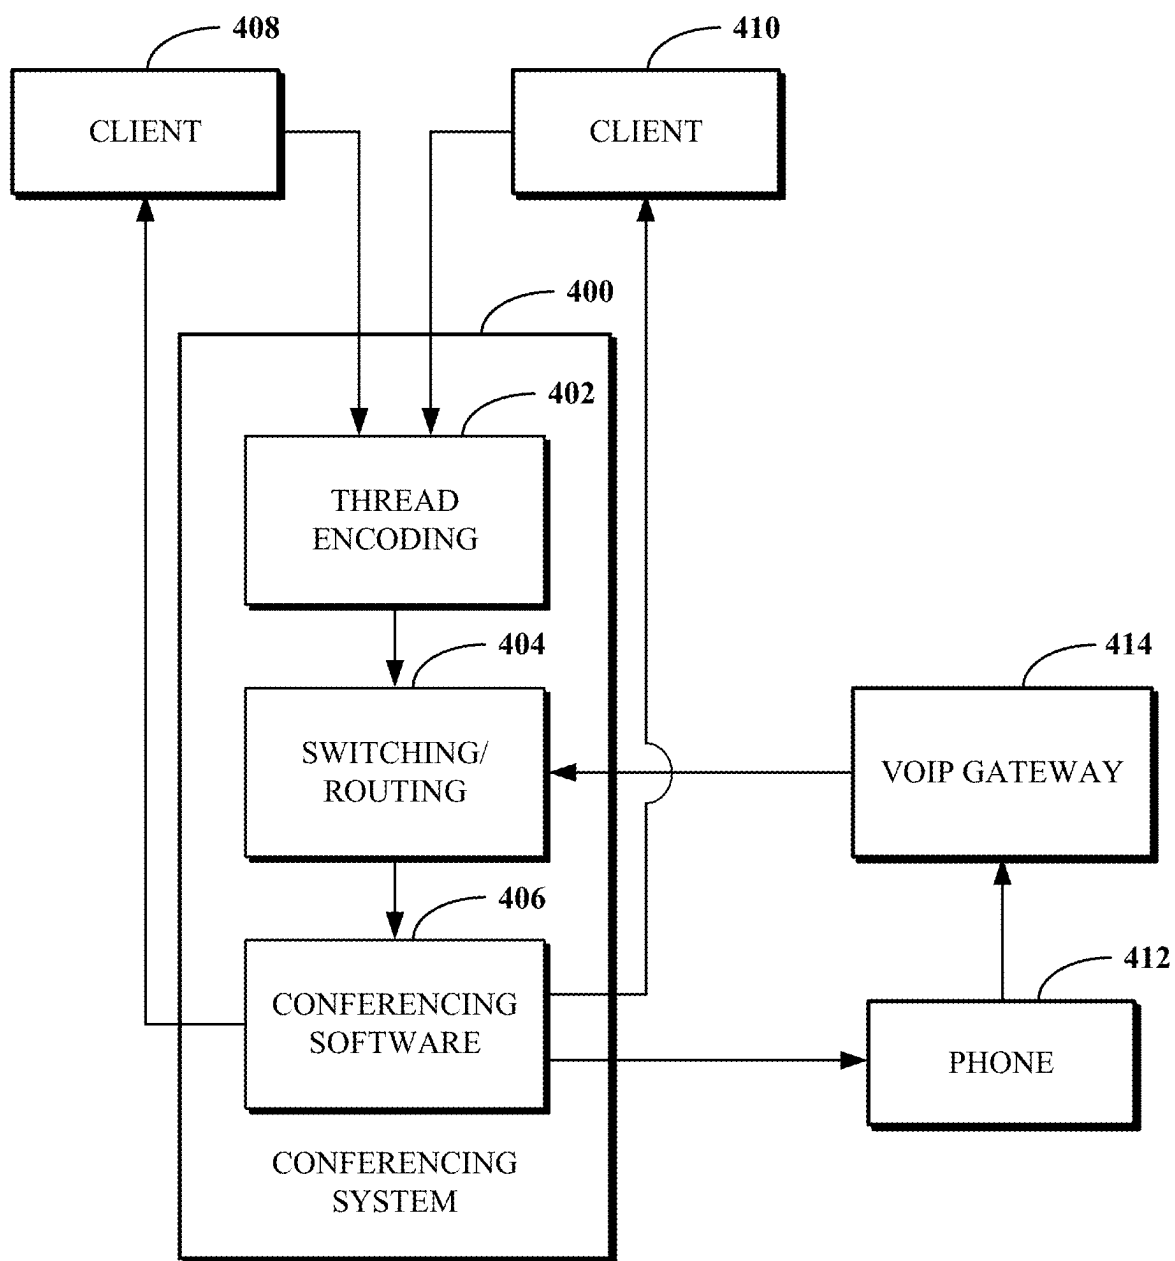 408
410
CLIENT
CLIENT
400
402
THREAD
ENCODING
404
414
SWITCHING/
ROUTING
VOIP GATEWAY
406
412
CONFERENCING
SOFTWARE
PHONE
CONFERENCING
SYSTEM